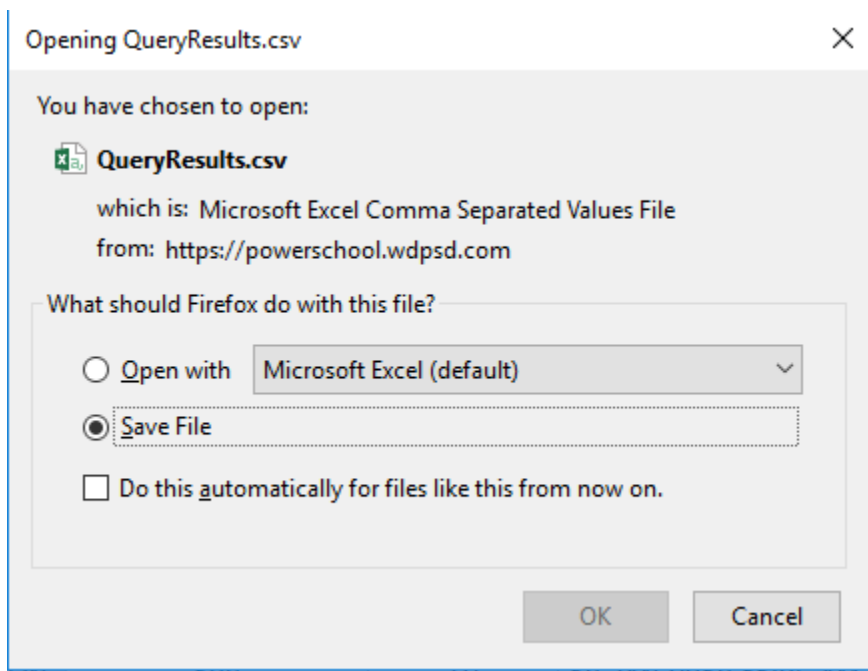 Opening QueryResults.csv
You have chosen to open:
QueryResults.csv
which is: Microsoft Excel Comma Separated Values File
from: https://powerschool.wdpsd.com
What should Firefox do with this file?
Open with Microsoft Excel (default)
Save File
Do this automatically for files like this from now on.
OK Cancel